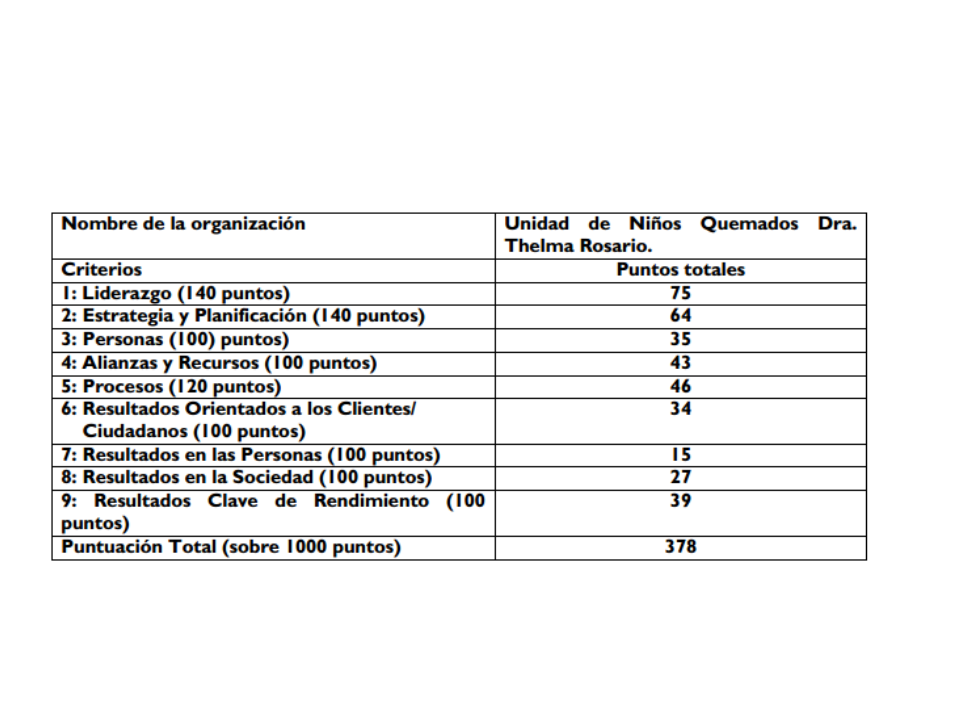 Nombre de la organización
Unidad de Niños Quemados Dra.
Thelma Rosario.
Criterios
Puntos totales
1: Liderazgo (140 puntos)
75
2: Estrategia y Planificación (140 puntos)
64
3: Personas (100) puntos)
35
4: Alianzas y Recursos (100 puntos)
43
5: Procesos (120 puntos)
46
6: Resultados Orientados a los Clientes/
Ciudadanos (100 puntos)
34
7: Resultados en las Personas (100 puntos)
15
8: Resultados en la Sociedad (100 puntos)
27
9: Resultados Clave de Rendimiento (100
puntos)
39
Puntuación Total (sobre 1000 puntos)
378